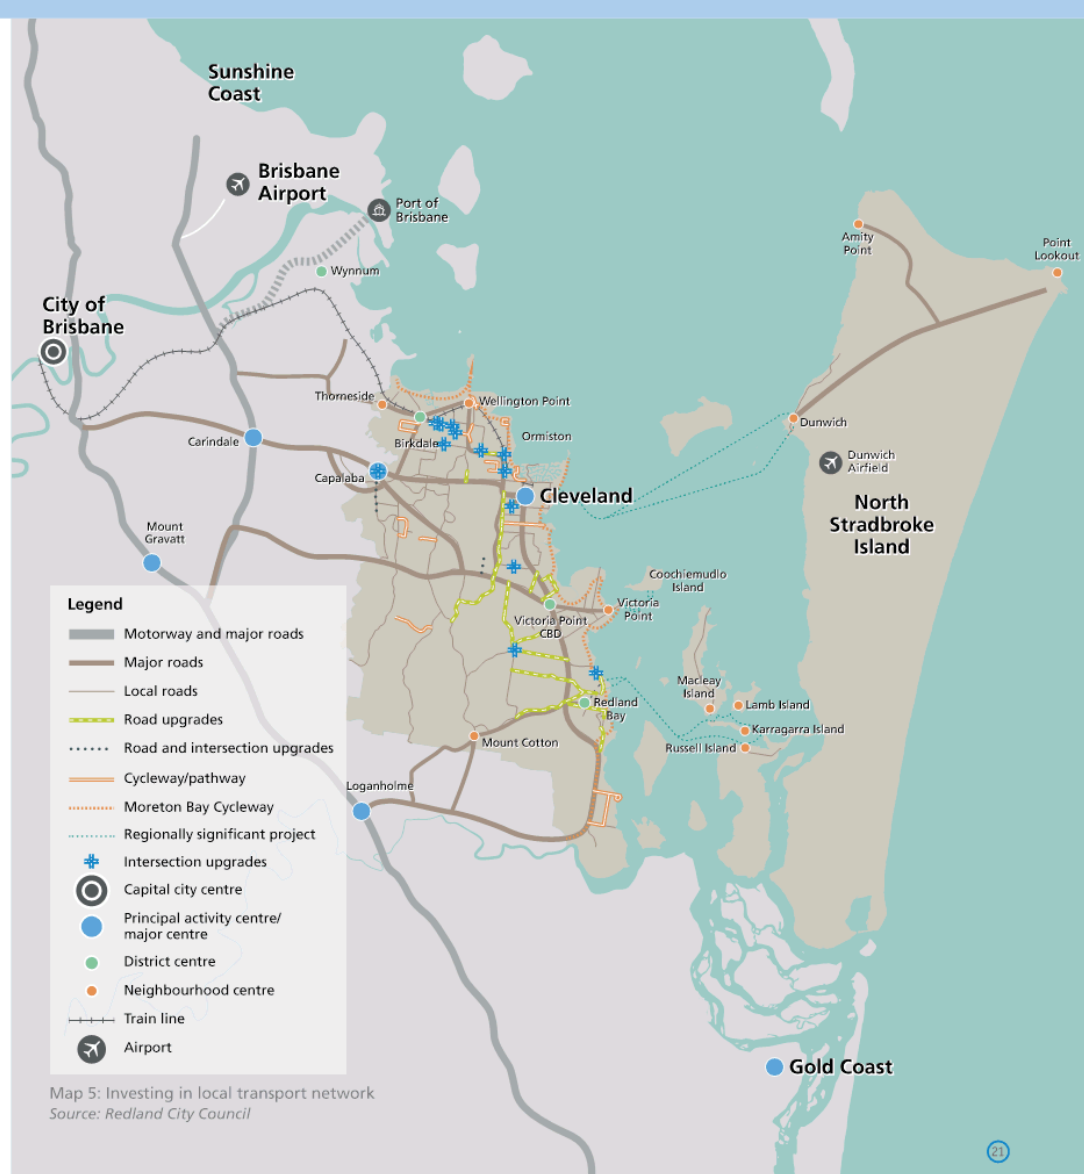 Sunshine
Coast
Brisbane
Airport
Port of
Brisbane
Wynnum
City of
Brisbane
Amity
Point
Point
Lookout
Thorneside
Wellington Point
Dunwich
Carindale
Birkdale
Ormiston
Capalaba
Dunwich
Airfield
Cleveland
North
Stradbroke
Island
Mount
Gravatt
Coochiemudlo
Island
Victoria
Point
Victoria Point
CBD
Macleay
Island
Lamb Island
Redland
Bay
Karragarra Island
Russell Island
Mount Cotton
Loganholme
Gold Coast
Legend
Motorway and major roads
Major roads
Local roads
Road upgrades
Road and intersection upgrades
Cycleway/pathway
Moreton Bay Cycleway
Regionally significant project
Intersection upgrades
Capital city centre
Principal activity centre/
major centre
District centre
Neighbourhood centre
Train line
Airport
Map 5: Investing in local transport network
Source: Redland City Council
21